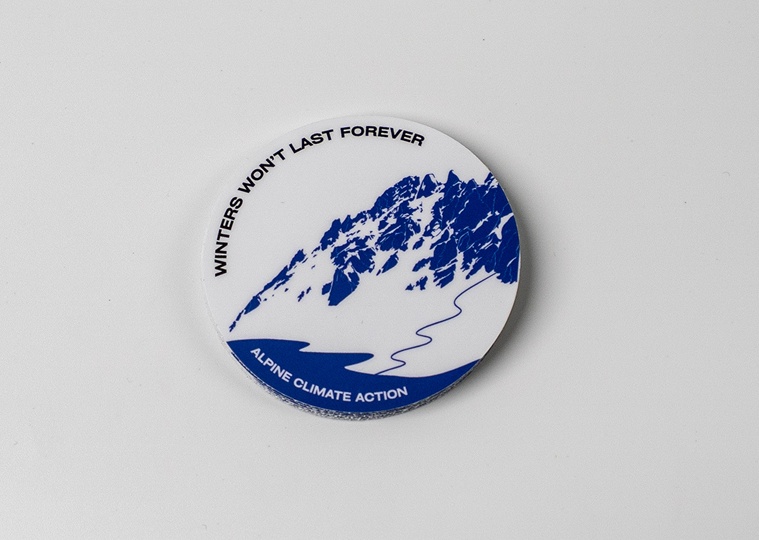 WINTERS WON'T LAST FOREVER
ALPINE CLIMATE ACTION